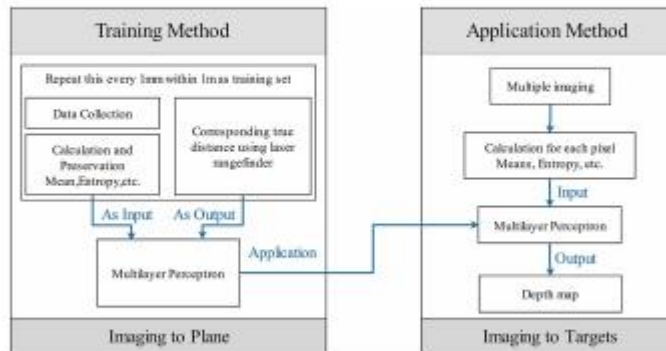 Training Method
Repeat this every 1mm within 1m as training set
Data Collection
Calculation and
Preservation
Mean,Entropy,etc.
Corresponding true
distance using laser
rangefinder
As Input
As Output
Multilayer Perceptron
Application
Imaging to Plane
Application Method
Multiple imaging
Calculation for each pixel
Means, Entropy, etc.
Input
Multilayer Perceptron
Output
Depth map
Imaging to Targets